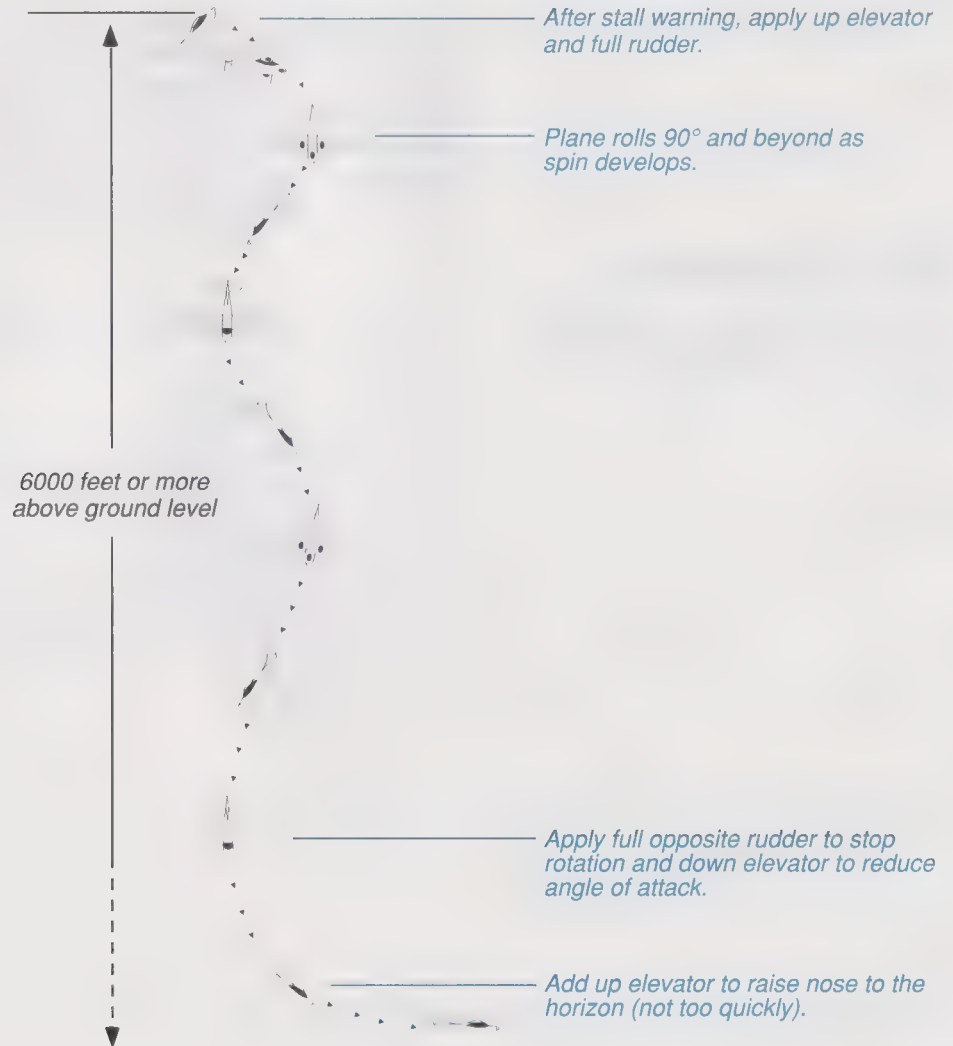 After stall warning, apply up elevator
and full rudder.
Plane rolls 90° and beyond as
spin develops.
6000 feet or more
above ground level
Apply full opposite rudder to stop
rotation and down elevator to reduce
angle of attack.
Add up elevator to raise nose to the
horizon (not too quickly).